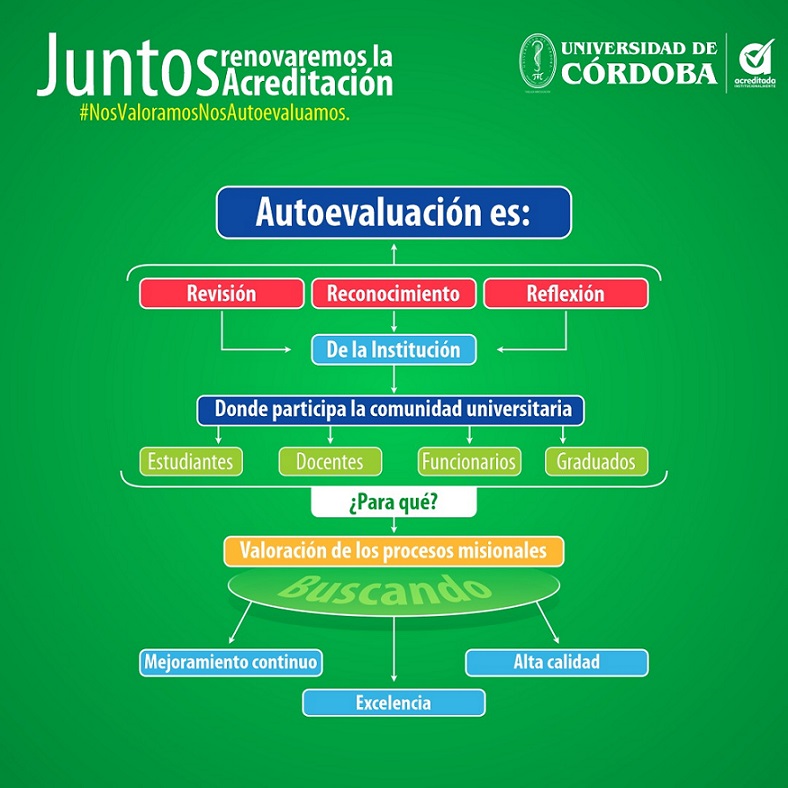 Juntos renovaremos la
Acreditación
#NosValoramosNosAutoevaluamos.
UNIVERSIDAD DE
CÓRDOBA
acreditada
INSTITUCIONALMENTE
Autoevaluación es:
Revisión
Reconocimiento
Reflexión
De la Institución
Donde participa la comunidad universitaria
Estudiantes
Docentes
Funcionarios
Graduados
¿Para qué?
Valoración de los procesos misionales
Buscando
Mejoramiento continuo
Alta calidad
Excelencia